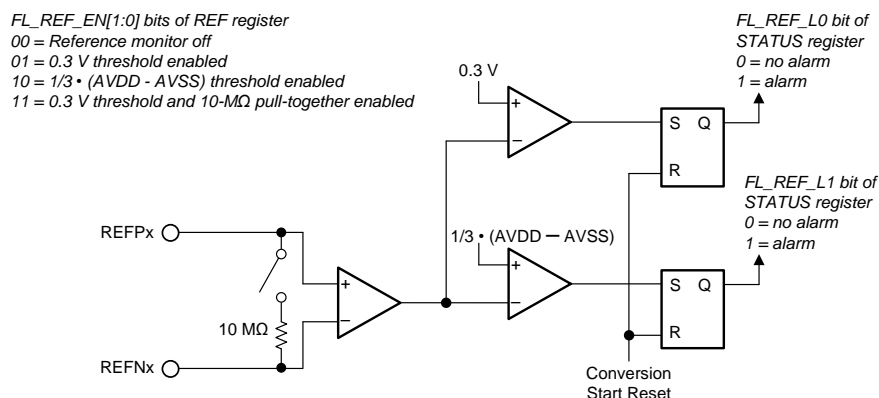 FL_REF_EN[1:0] bits of REF register
00 = Reference monitor off
01 = 0.3 V threshold enabled
10 = 1/3 • (AVDD - AVSS) threshold enabled
11 = 0.3 V threshold and 10-MΩ pull-together enabled
FL_REF_L0 bit of
STATUS register
0 = no alarm
1 = alarm
0.3 V
+
−
S Q
R
FL_REF_L1 bit of
STATUS register
0 = no alarm
1 = alarm
REFPx
1/3 • (AVDD — AVSS)
+
−
S Q
R
+
−
10 MΩ
REFNx
Conversion
Start Reset